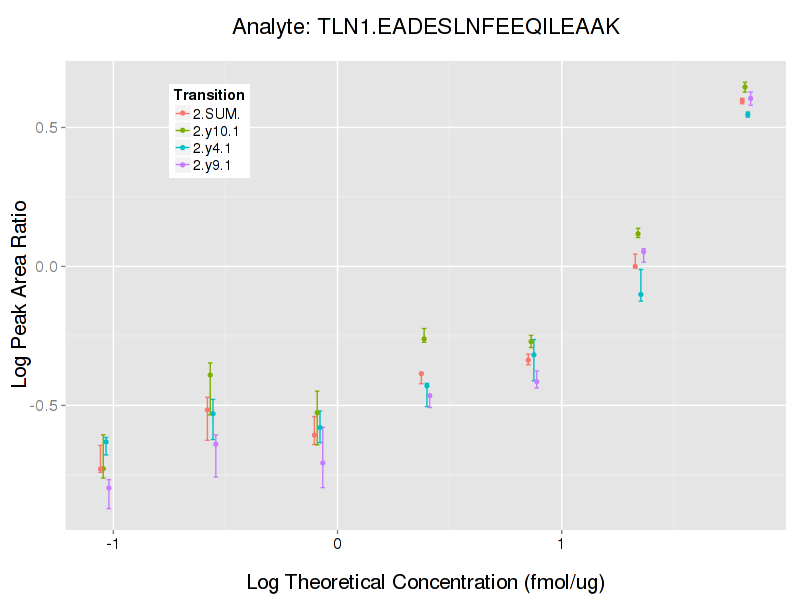 Analyte: TLN1.EADESLNFEEQILEAAK
Transition
2.SUM.
2.y10.1
2.y4.1
2.y9.1
Log Peak Area Ratio
0.5
0.0
-0.5
-1
0
1
Log Theoretical Concentration (fmol/ug)